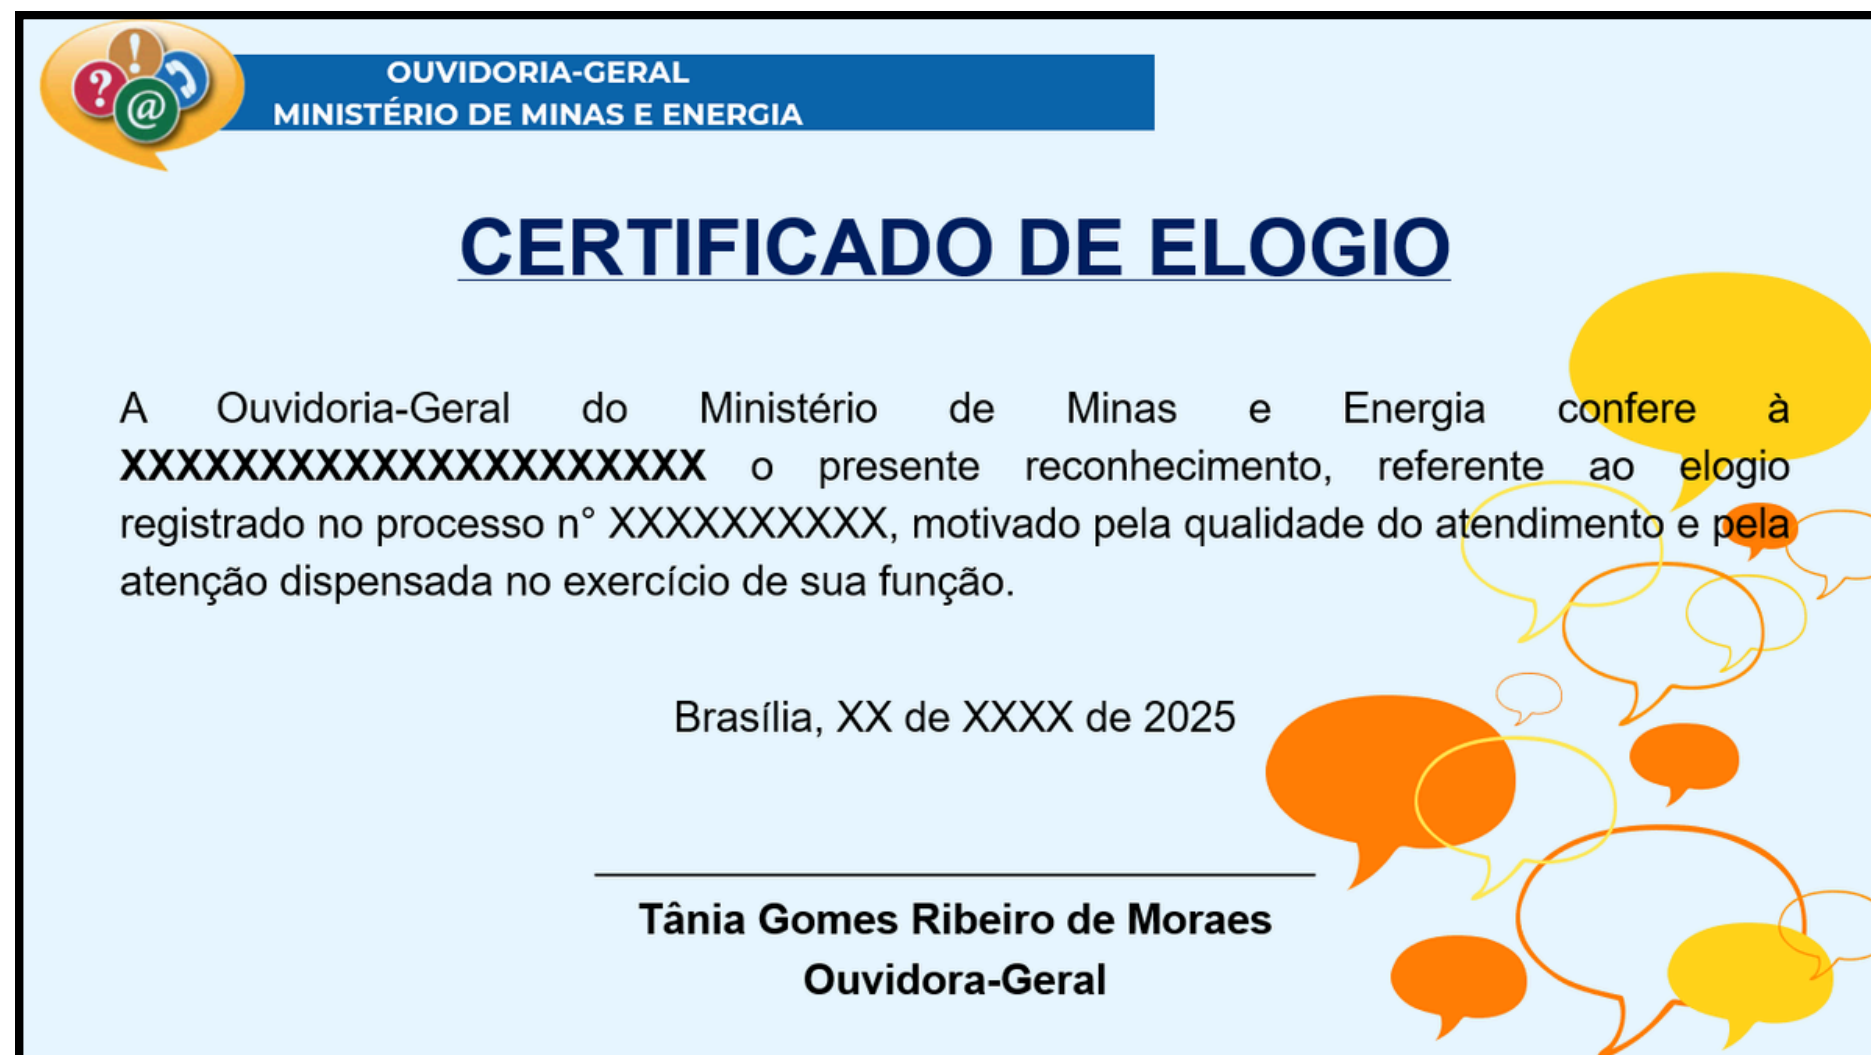 ? ! @
OUVIDORIA-GERAL
MINISTÉRIO DE MINAS E ENERGIA
CERTIFICADO DE ELOGIO
A Ouvidoria-Geral do Ministério de Minas e Energia confere à
XXXXXXXXXXXXXXXXXXXXX o presente reconhecimento, referente ao elogio
registrado no processo n° XXXXXXXXXX, motivado pela qualidade do atendimento e pela
atenção dispensada no exercício de sua função.
Brasília, XX de XXXX de 2025
Tânia Gomes Ribeiro de Moraes
Ouvidora-Geral